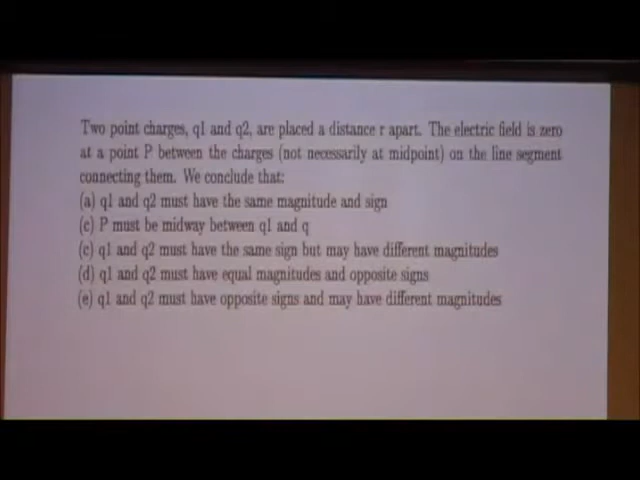 Two point charges, q1 and q2, are placed a distance r apart. The electric field is zero
at a point P between the charges (not necessarily at midpoint) on the line segment
connecting them. We conclude that:
(a) q1 and q2 must have the same magnitude and sign
(c) P must be midway between q1 and q
(c) q1 and q2 must have the same sign but may have different magnitudes
(d) q1 and q2 must have equal magnitudes and opposite signs
(e) q1 and q2 must have opposite signs and may have different magnitudes